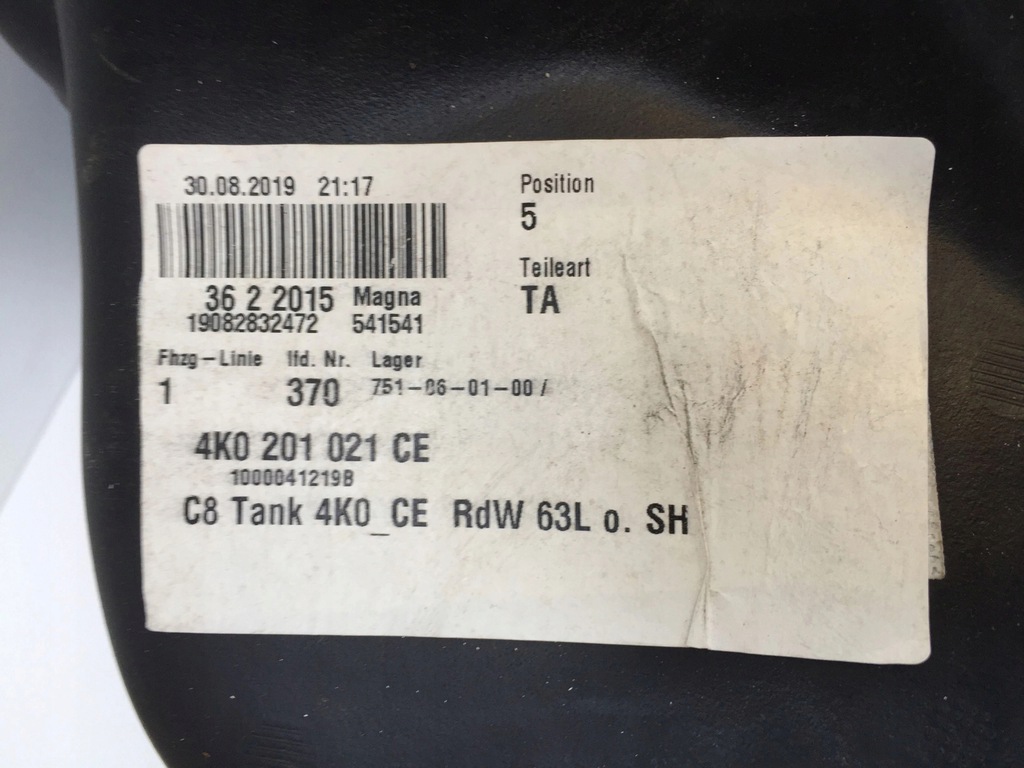 30.08.2019 21:17
Position
5
36 2 2015 Magna
19082832472 541541
Teileart
TA
Fhzg-Linie lfd. Nr. Lager
1 370 751-06-01-00 /
4K0 201 021 CE
10000412198
C8 Tank 4K0_CE RdW 63L o. SH